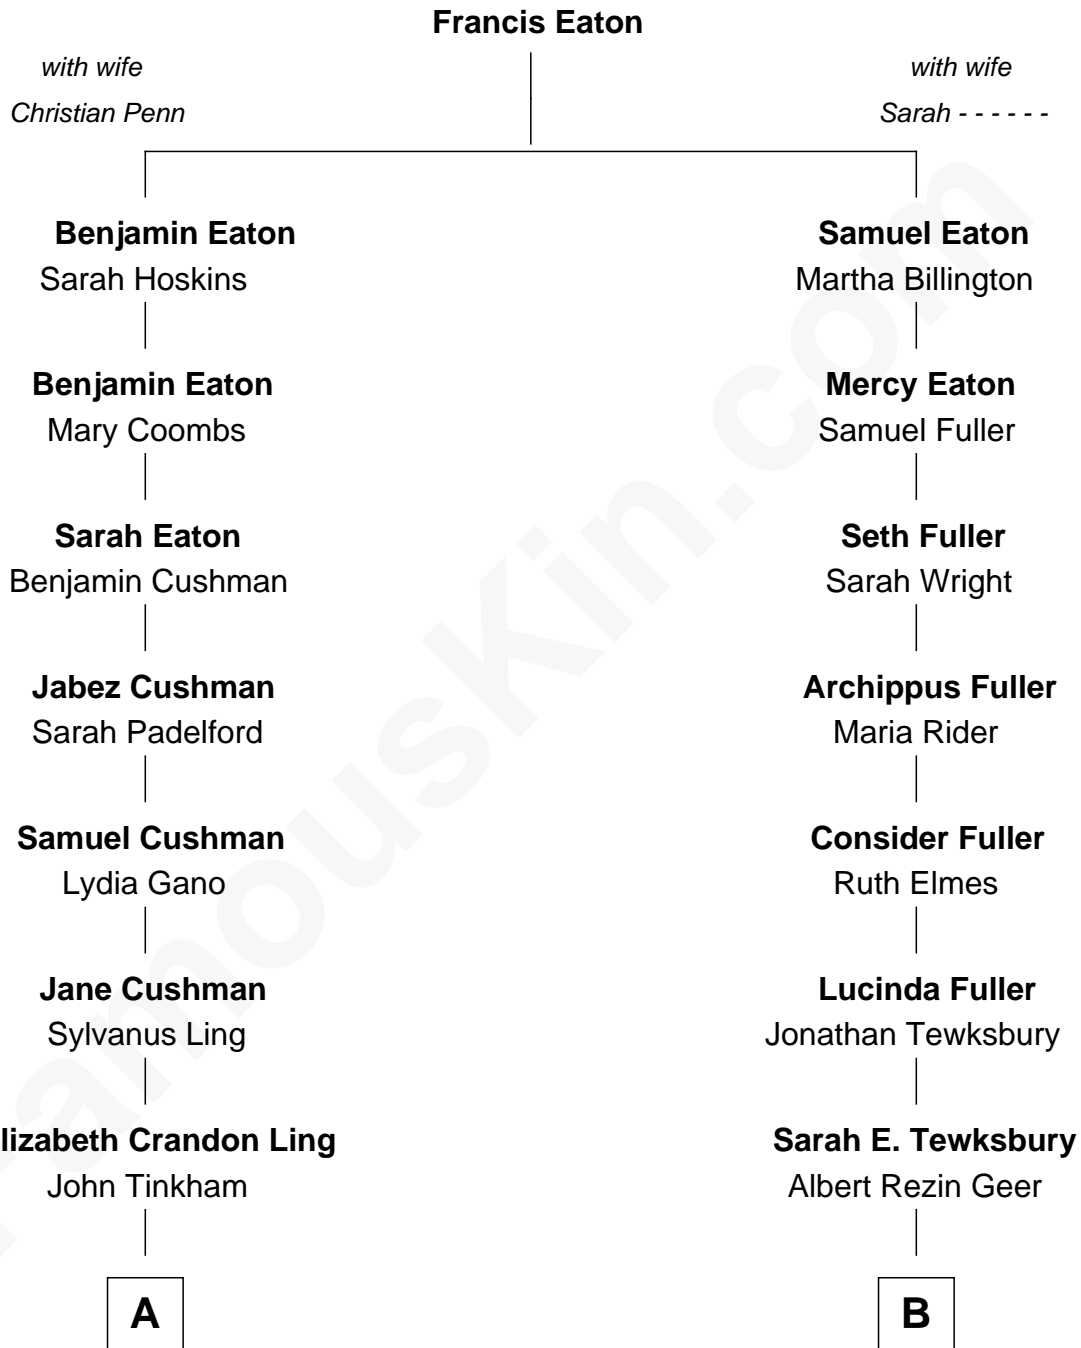 Francis Eaton
with wife
Christian Penn
with wife
Sarah - - - - - -
Benjamin Eaton
Sarah Hoskins
Samuel Eaton
Martha Billington
Benjamin Eaton
Mary Coombs
Mercy Eaton
Samuel Fuller
Sarah Eaton
Benjamin Cushman
Seth Fuller
Sarah Wright
Jabez Cushman
Sarah Padelford
Archippus Fuller
Maria Rider
Samuel Cushman
Lydia Gano
Consider Fuller
Ruth Elmes
Jane Cushman
Sylvanus Ling
Lucinda Fuller
Jonathan Tewksbury
lizabeth Crandon Ling
John Tinkham
Sarah E. Tewksbury
Albert Rezin Geer
A
B
FamousKin.com